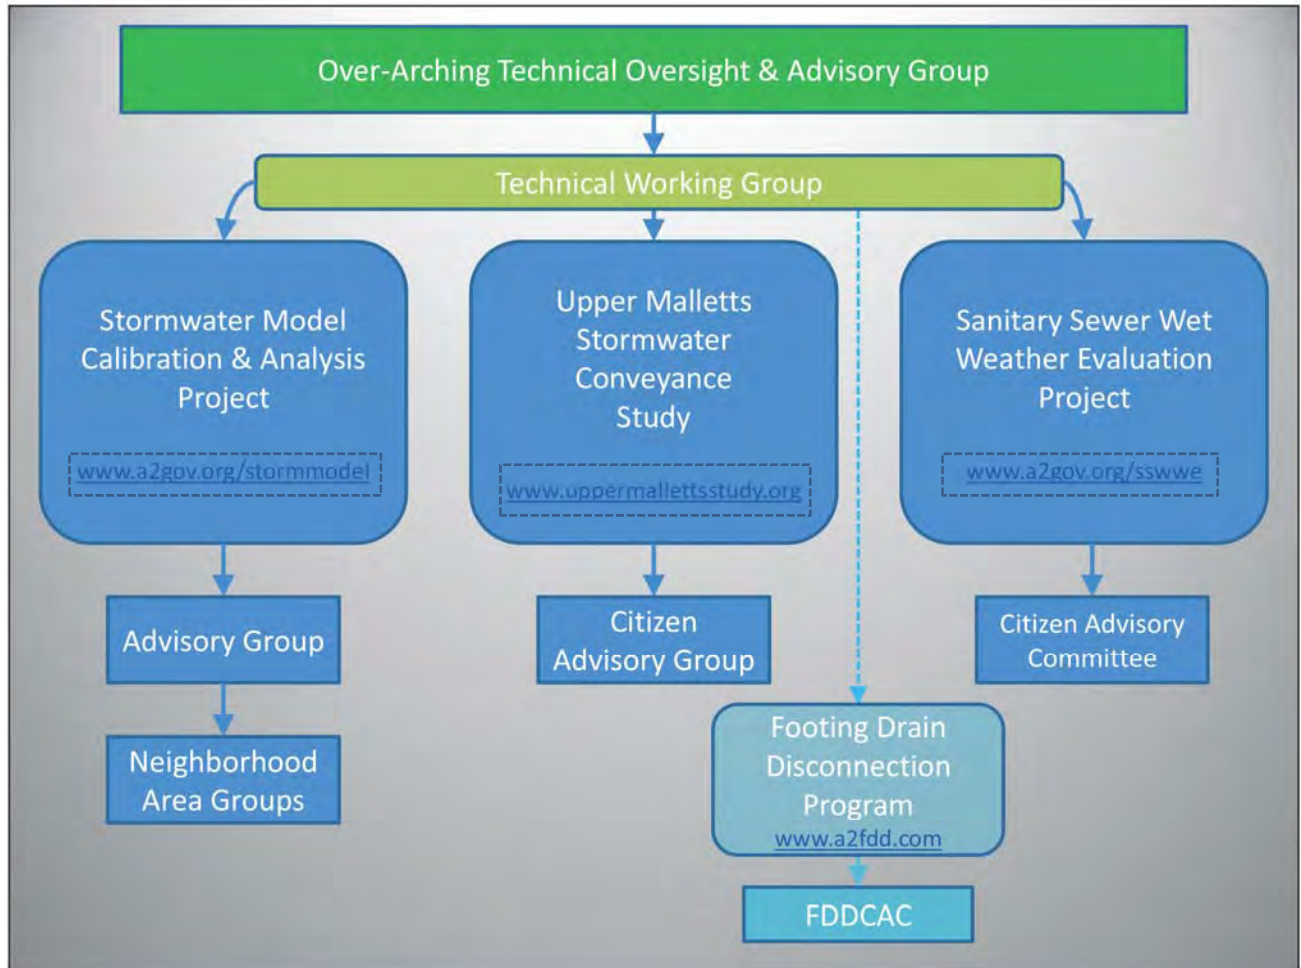 Over-Arching Technical Oversight & Advisory Group
Technical Working Group
Stormwater Model
Calibration & Analysis
Project
www.a2gov.org/stormmodel
Upper Malletts
Stormwater
Conveyance
Study
www.uppermallettsstudy.org
Sanitary Sewer Wet
Weather Evaluation
Project
www.a2gov.org/sswwe
Advisory Group
Citizen
Advisory Group
Citizen Advisory
Committee
Neighborhood
Area Groups
Footing Drain
Disconnection
Program
www.a2fdd.com
FDDCAC